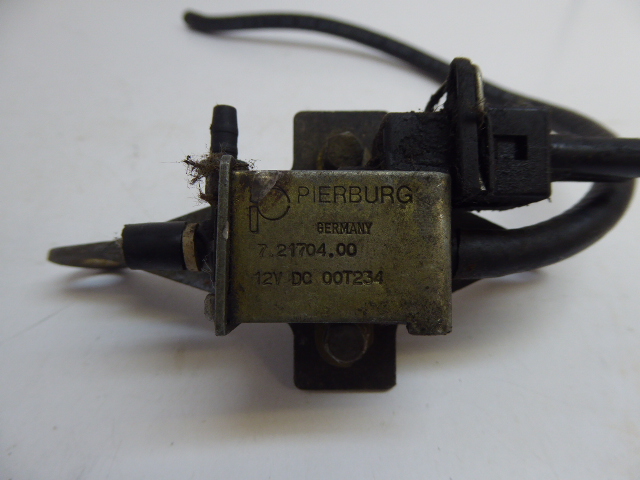 PIERBURG
GERMANY
7.21704.00
12V DC 00T234